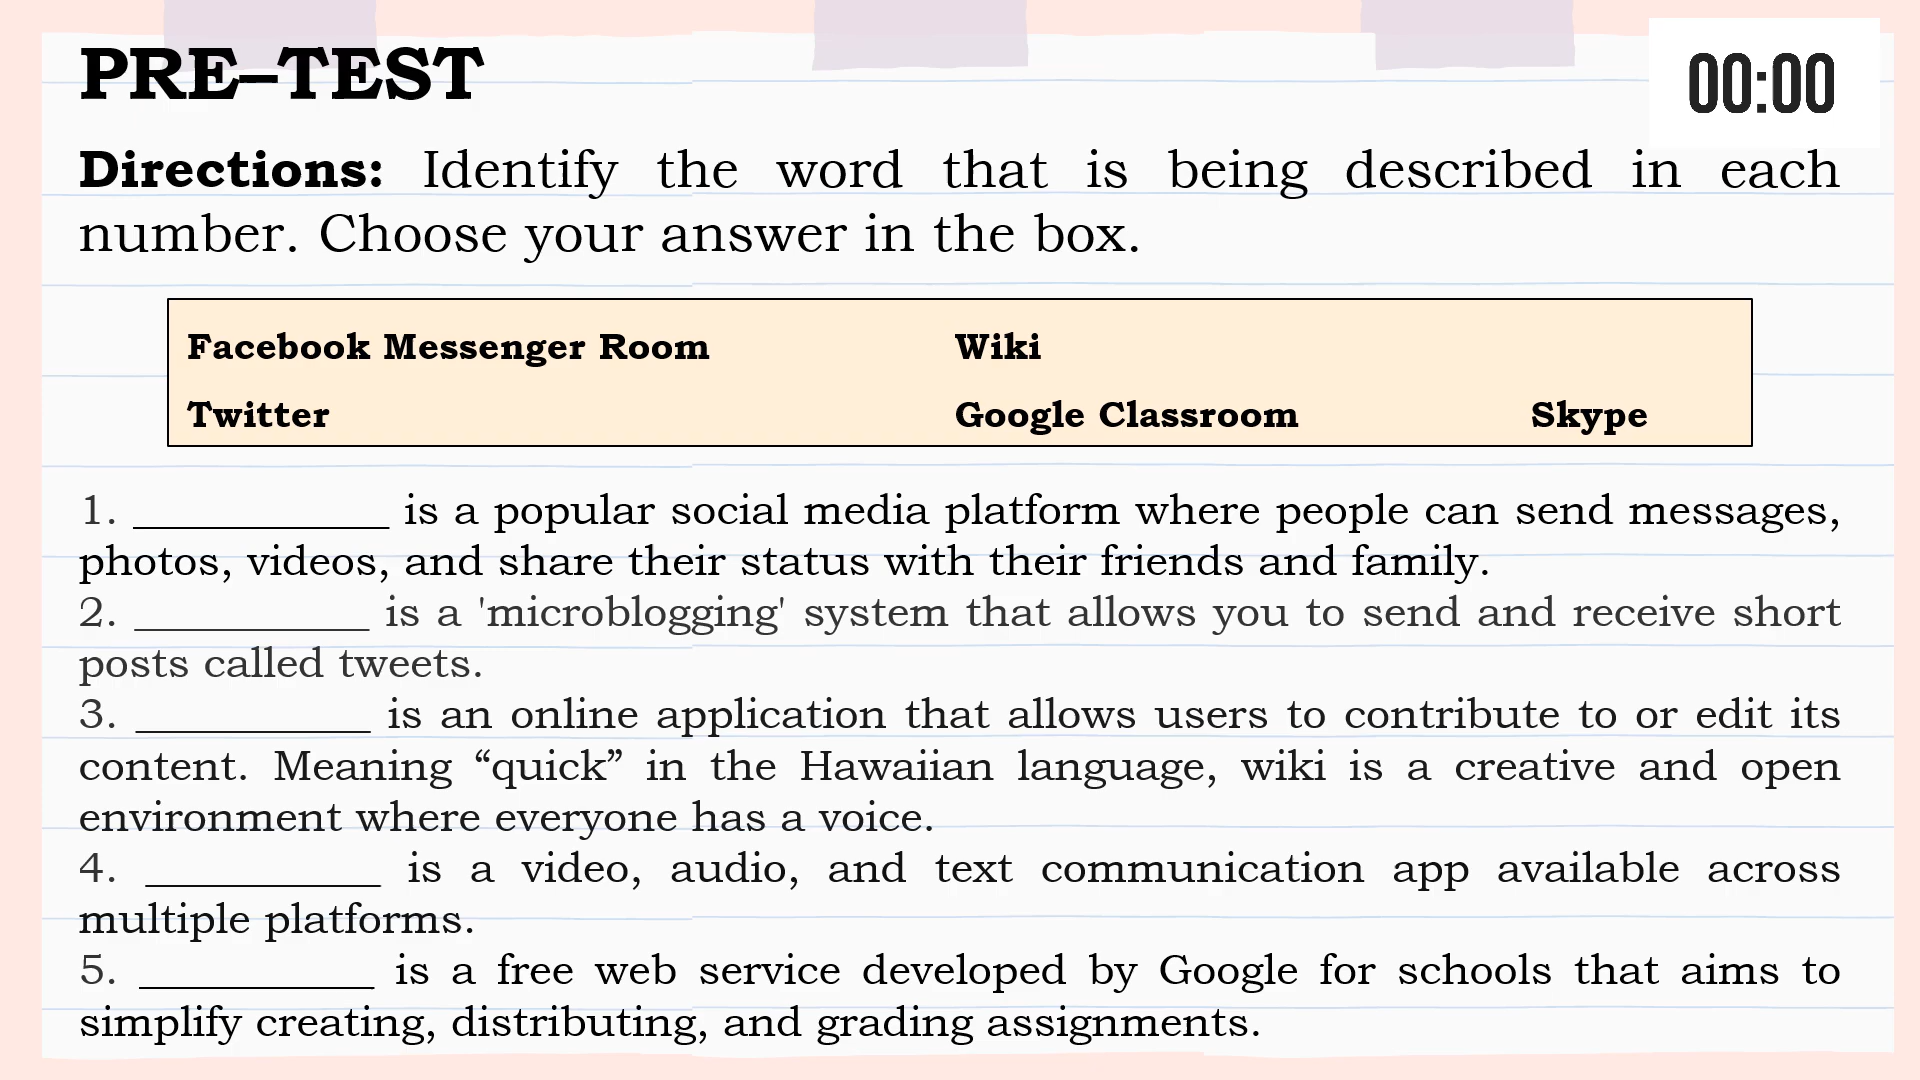 PRE–TEST
00:00
Directions: Identify the word that is being described in each
number. Choose your answer in the box.
Facebook Messenger Room Wiki
Twitter Google Classroom Skype
1. ____________ is a popular social media platform where people can send messages,
photos, videos, and share their status with their friends and family.
2. ___________ is a 'microblogging' system that allows you to send and receive short
posts called tweets.
3. ___________ is an online application that allows users to contribute to or edit its
content. Meaning “quick” in the Hawaiian language, wiki is a creative and open
environment where everyone has a voice.
4. ___________ is a video, audio, and text communication app available across
multiple platforms.
5. ___________ is a free web service developed by Google for schools that aims to
simplify creating, distributing, and grading assignments.